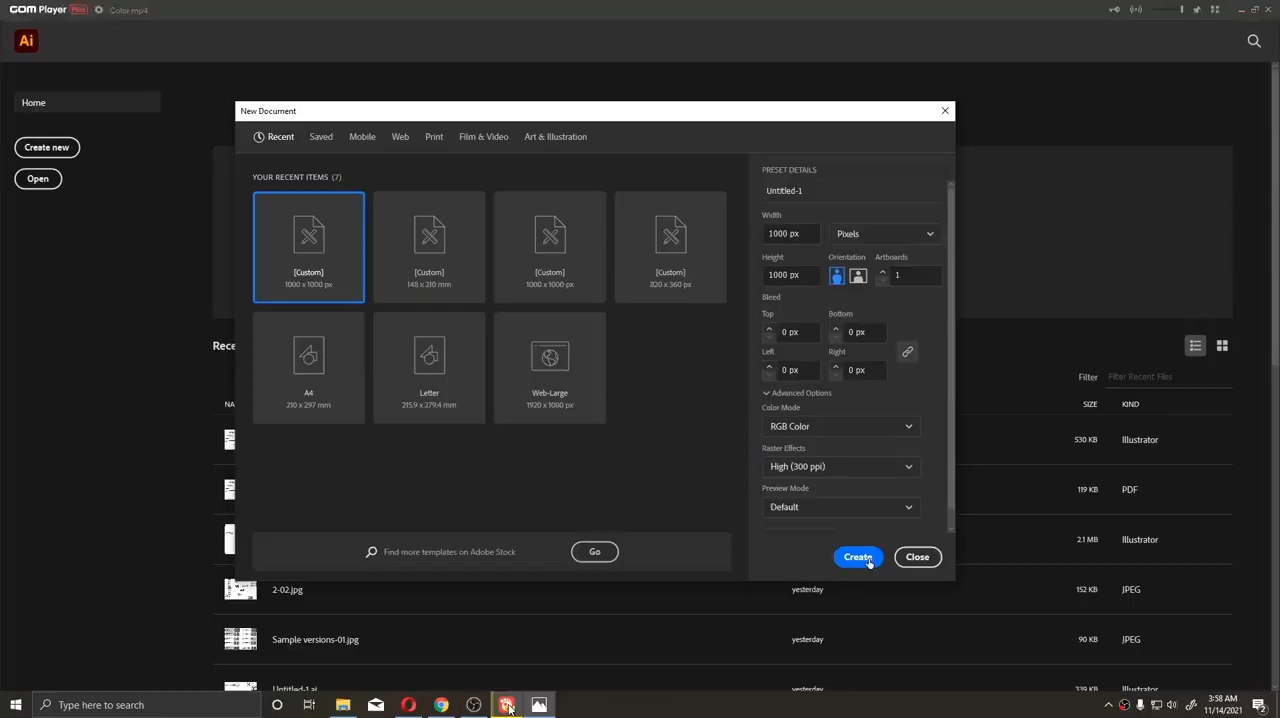 GOM Player Plus Color.mp4
Ai
Home
Create new
Open
New Document
Recent Saved Mobile Web Print Film & Video Art & Illustration
YOUR RECENT ITEMS (7)
[Custom]
1000 x 1000 px
[Custom]
148 x 210 mm
[Custom]
1000 x 1000 px
[Custom]
820 x 360 px
A4
210 x 297 mm
Letter
215.9 x 279.4 mm
Web-Large
1920 x 1080 px
Find more templates on Adobe Stock
Go
PRESET DETAILS
Untitled-1
Width
1000 px Pixels
Height Orientation Artboards
1000 px 1
Bleed
Top Bottom
0 px 0 px
Left Right
0 px 0 px
Advanced Options
Color Mode
RGB Color
Raster Effects
High (300 ppi)
Preview Mode
Default
Create Close
Rece
Filter Filter Recent Files
NA SIZE KIND
530 KB Illustrator
119 KB PDF
2.1 MB Illustrator
2-02.jpg yesterday 152 KB JPEG
Sample versions-01.jpg yesterday 90 KB JPEG
Untitled-1.ai yesterday 339 KB Illustrator
Type here to search
3:58 AM
11/14/2021